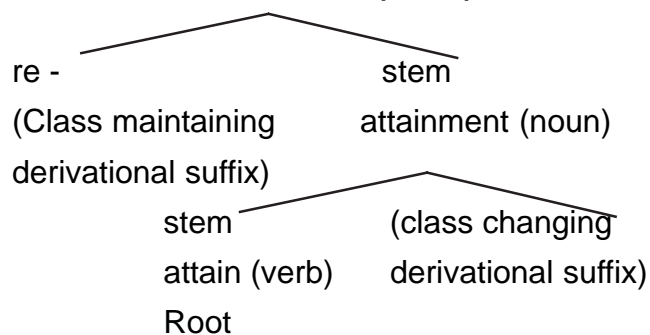 re - stem
(Class maintaining attainment (noun)
derivational suffix)
stem (class changing
attain (verb) derivational suffix)
Root